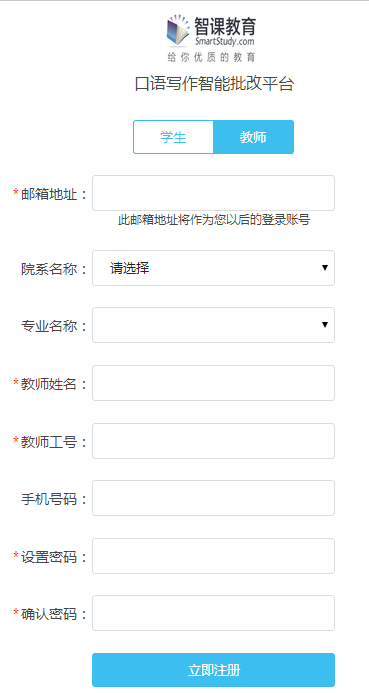 智课教育
SmartStudy.com
给你优质的教育
口语写作智能批改平台
学生 教师
*邮箱地址：
此邮箱地址将作为您以后的登录账号
院系名称： 请选择
专业名称：
*教师姓名：
*教师工号：
手机号码：
*设置密码：
*确认密码：
立即注册